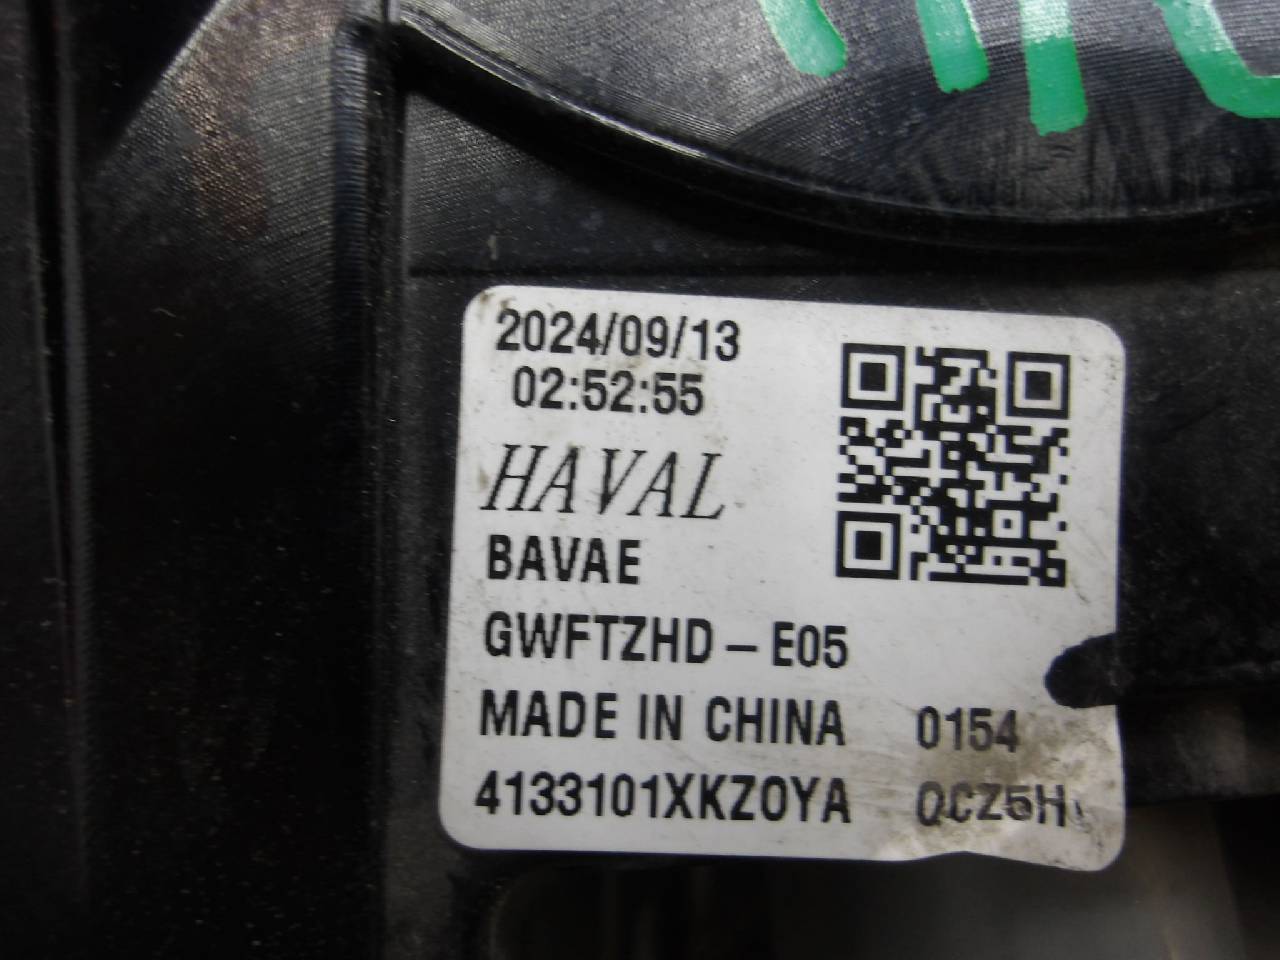 2024/09/13
02:52:55
HAVAL
BAVAE
GWFTZHD-E05
MADE IN CHINA 0154
4133101XKZ0YA QCZ5H